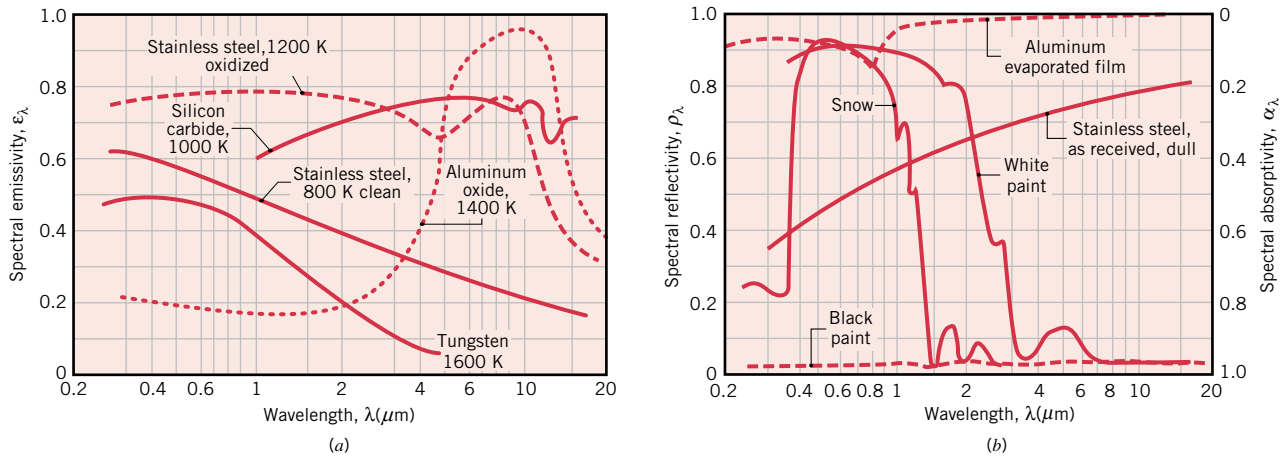 1.0
0.8
0.6
0.4
0.2
0
Spectral emissivity, ελ
Stainless steel,1200 K
oxidized
Silicon
carbide,
1000 K
Stainless steel,
800 K clean
Aluminum
oxide,
1400 K
Tungsten
1600 K
0.2 0.4 0.6 1 2 4 6 10 20
Wavelength, λ(μm)
(a)
1.0
0.8
0.6
0.4
0.2
0
Spectral reflectivity, ρλ
Aluminum
evaporated film
Snow
Stainless steel,
as received, dull
White
paint
Black
paint
0
0.2
0.4
0.6
0.8
1.0
Spectral absorptivity, αλ
0.2 0.4 0.6 0.8 1 2 4 6 8 10 20
Wavelength, λ(μm)
(b)